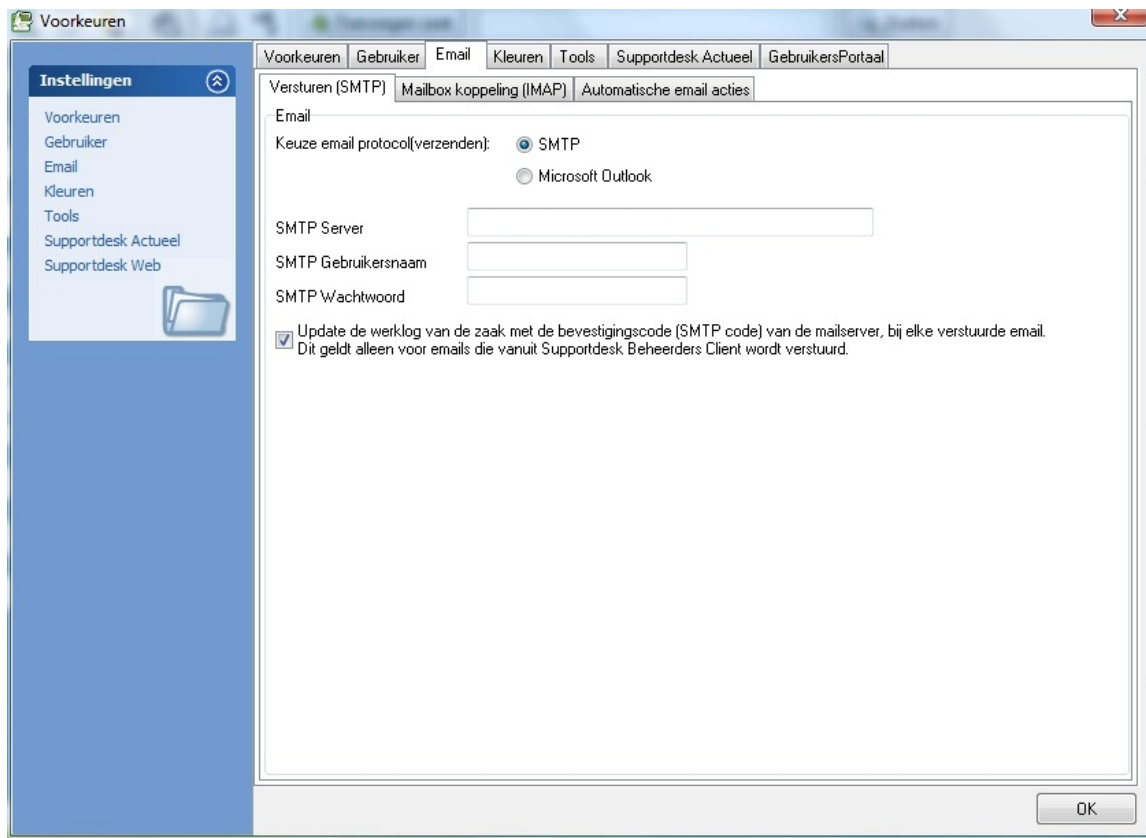 Voorkeuren
Instellingen
Voorkeuren
Gebruiker
Email
Kleuren
Tools
Supportdesk Actueel
Supportdesk Web
Voorkeuren Gebruiker Email Kleuren Tools Supportdesk Actueel GebruikersPortaal
Versturen (SMTP) Mailbox koppeling (IMAP) Automatische email acties
Email
Keuze email protocol(verzenden): SMTP
Microsoft Outlook
SMTP Server
SMTP Gebruikersnaam
SMTP Wachtwoord
Update de werklog van de zaak met de bevestigingscode (SMTP code) van de mailserver, bij elke verstuurde email.
Dit geldt alleen voor emails die vanuit Supportdesk Beheerders Client wordt verstuurd.
OK